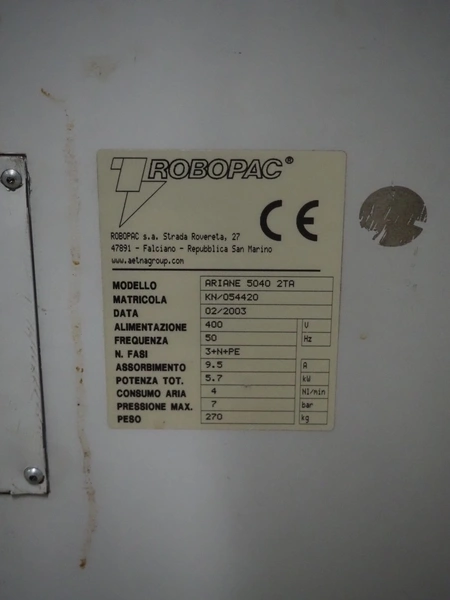 ROBOPAC®
ROBOPAC s.a. Strada Rovereta, 27
47891 - Falciano - Repubblica San Marino
www.aetnagroup.com
CE
MODELLO ARIANE 5040 2TA
MATRICOLA KN/054420
DATA 02/2003
ALIMENTAZIONE 400 V
FREQUENZA 50 Hz
N. FASI 3+N+PE
ASSORBIMENTO 9.5 A
POTENZA TOT. 5.7 kW
CONSUMO ARIA 4 Nl/min
PRESSIONE MAX. 7 bar
PESO 270 kg